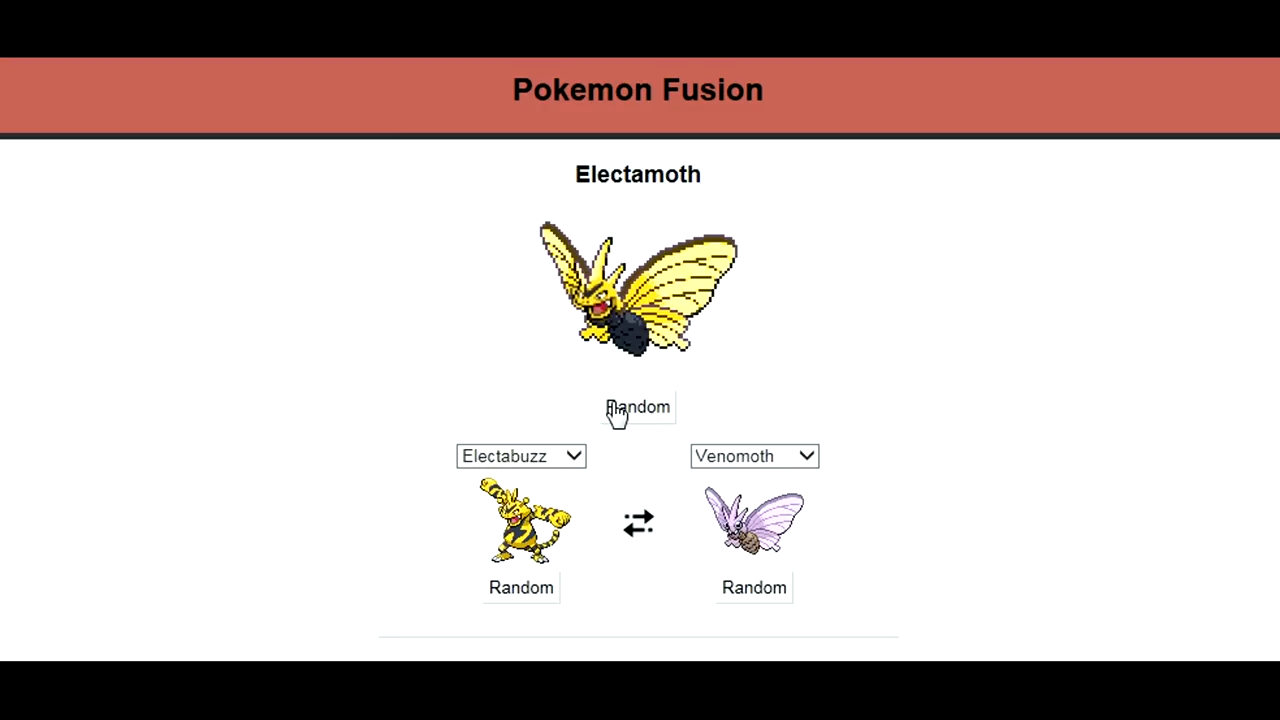 Pokemon Fusion
Electamoth
Random
Electabuzz
Venomoth
Random
Random